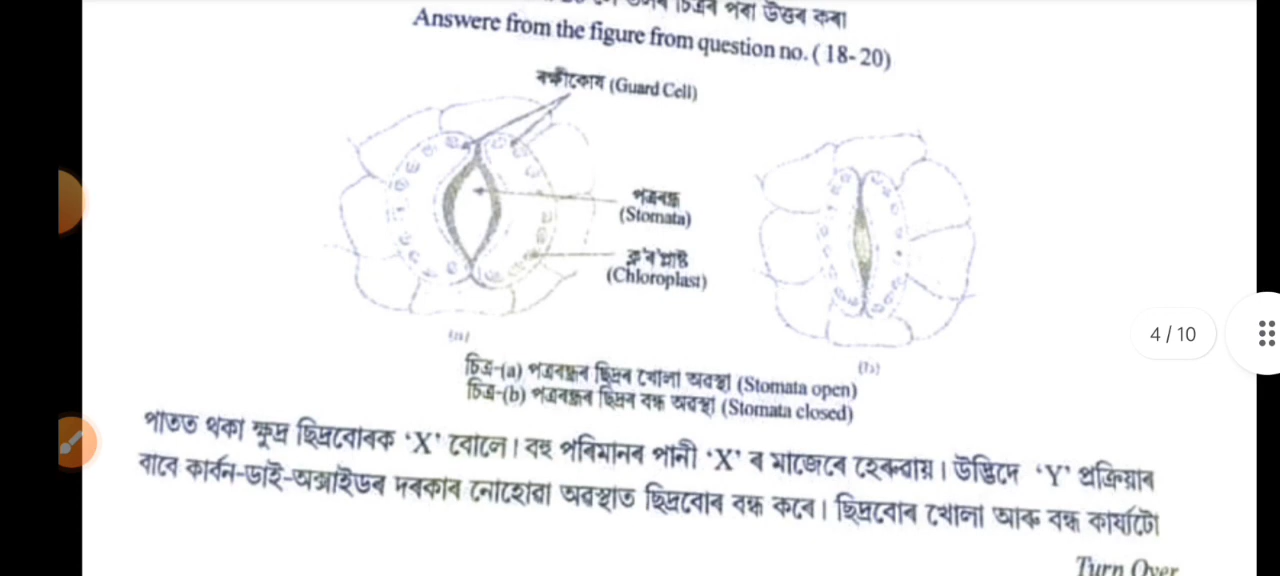 চিত্ৰৰ পৰা উত্তৰ কৰা
Answere from the figure from question no. ( 18- 20)
ৰক্ষীকোষ (Guard Cell)
পত্ৰৰন্ধ্ৰ
(Stomata)
ক্ল'ৰ'প্লাষ্ট
(Chloroplast)
(a)
(b)
চিত্ৰ-(a) পত্ৰৰন্ধ্ৰৰ ছিদ্ৰৰ খোলা অৱস্থা (Stomata open)
চিত্ৰ-(b) পত্ৰৰন্ধ্ৰৰ ছিদ্ৰৰ বন্ধ অৱস্থা (Stomata closed)
4 / 10
পাতত থকা ক্ষুদ্ৰ ছিদ্ৰবোৰক ‘X’ বোলে। বহু পৰিমানৰ পানী ‘X’ ৰ মাজেৰে হেৰুৱায়। উদ্ভিদে ‘Y’ প্ৰক্ৰিয়াৰ
বাবে কাৰ্বন-ডাই-অক্সাইডৰ দৰকাৰ নোহোৱা অৱস্থাত ছিদ্ৰবোৰ বন্ধ কৰে। ছিদ্ৰবোৰ খোলা আৰু বন্ধ কাৰ্য্যটো
Turn Over